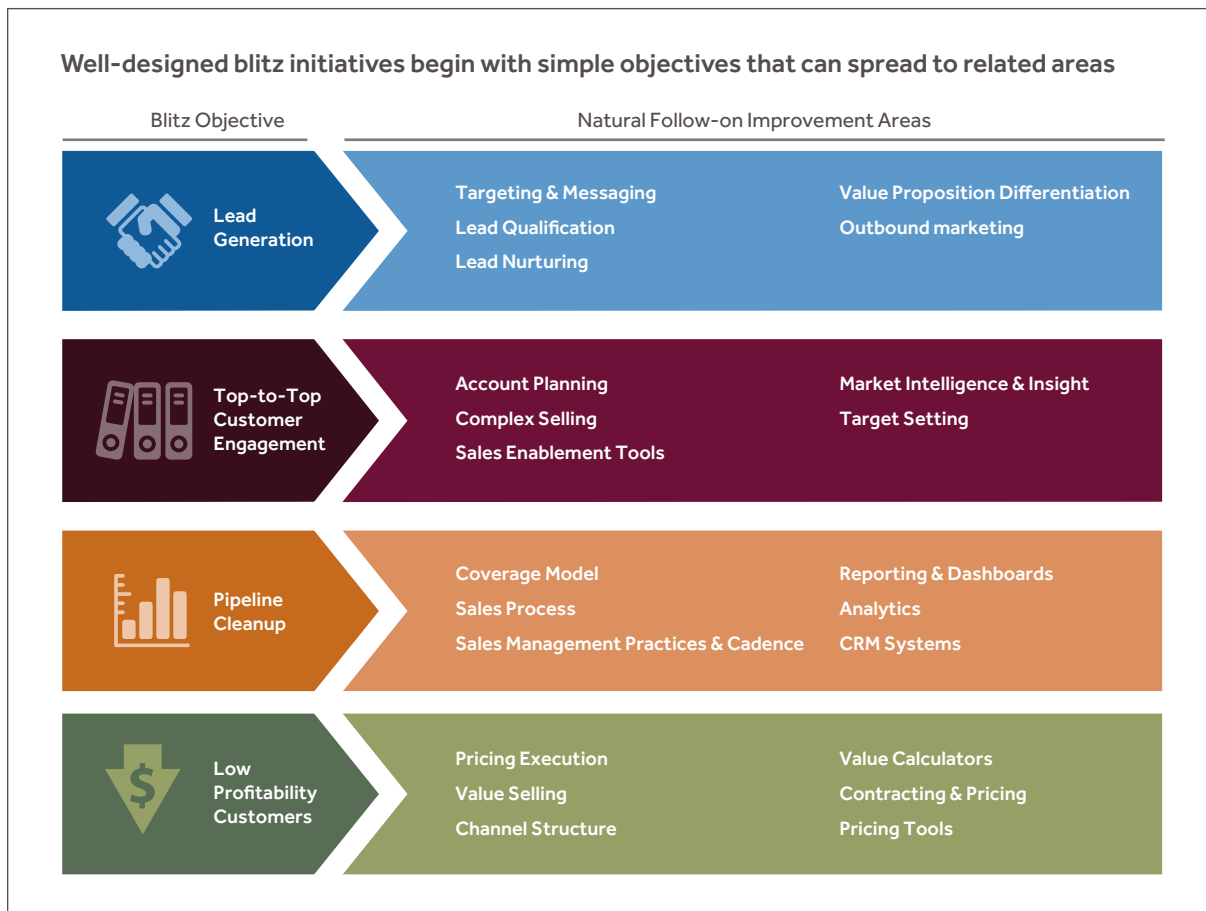 Well-designed blitz initiatives begin with simple objectives that can spread to related areas
Blitz Objective
Natural Follow-on Improvement Areas
Lead
Generation
Targeting & Messaging
Lead Qualification
Lead Nurturing
Value Proposition Differentiation
Outbound marketing
Top-to-Top
Customer
Engagement
Account Planning
Complex Selling
Sales Enablement Tools
Market Intelligence & Insight
Target Setting
Pipeline
Cleanup
Coverage Model
Sales Process
Sales Management Practices & Cadence
Reporting & Dashboards
Analytics
CRM Systems
$
Low
Profitability
Customers
Pricing Execution
Value Selling
Channel Structure
Value Calculators
Contracting & Pricing
Pricing Tools